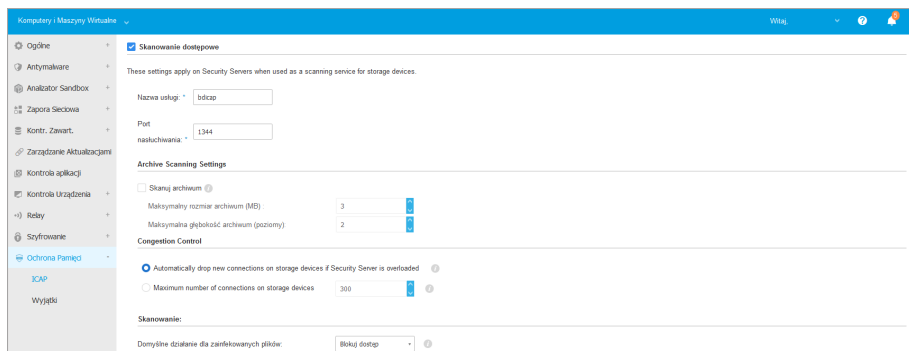 Komputery i Maszyny Wirtualne
Witaj,
6
Ogólne
Antymalware
Analizator Sandbox
Zapora Sieciowa
Kontr. Zawart.
Zarządzanie Aktualizacjami
Kontrola aplikacji
Kontrola Urządzenia
Relay
Szyfrowanie
Ochrona Pamięci
ICAP
Wyjątki
Skanowanie dostępowe
These settings apply on Security Servers when used as a scanning service for storage devices.
Nazwa usługi: * bdicap
Port
nasłuchiwania: * 1344
Archive Scanning Settings
Skanuj archiwum
Maksymalny rozmiar archiwum (MB) : 3
Maksymalna głębokość archiwum (poziomy): 2
Congestion Control
Automatically drop new connections on storage devices if Security Server is overloaded
Maximum number of connections on storage devices 300
Skanowanie:
Domyślne działanie dla zainfekowanych plików: Blokuj dostęp